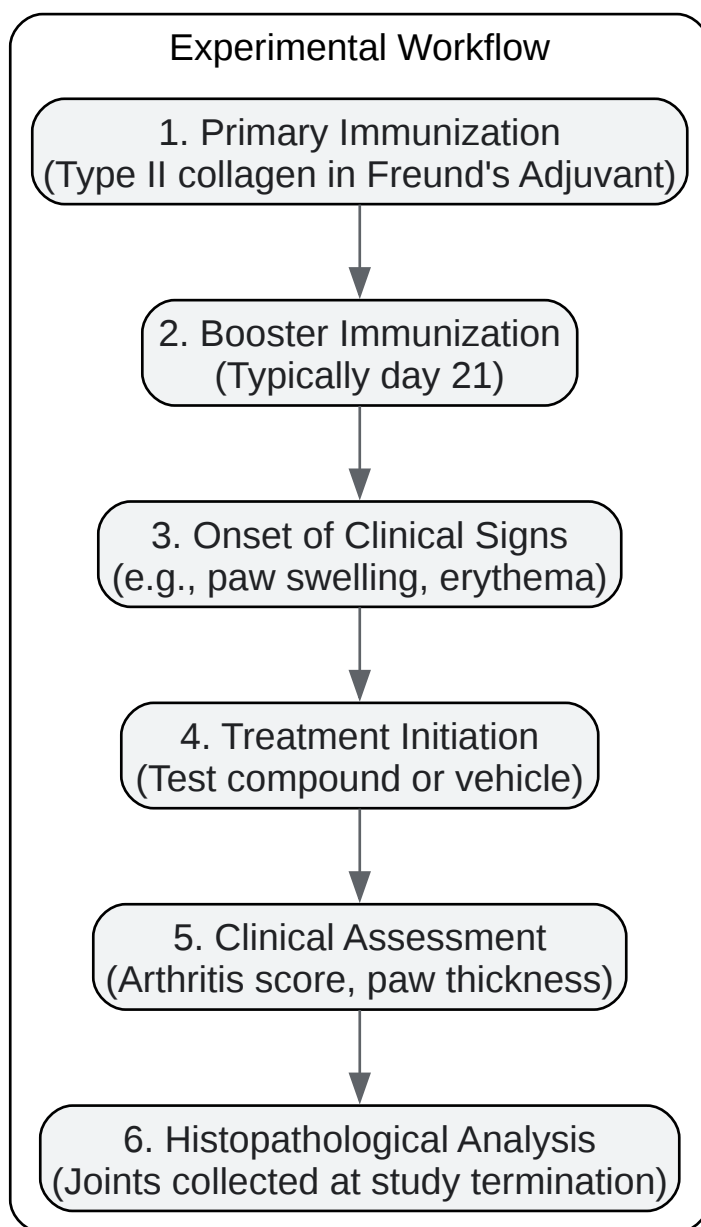 Experimental Workflow
1. Primary Immunization
(Type II collagen in Freund's Adjuvant)
2. Booster Immunization
(Typically day 21)
3. Onset of Clinical Signs
(e.g., paw swelling, erythema)
4. Treatment Initiation
(Test compound or vehicle)
5. Clinical Assessment
(Arthritis score, paw thickness)
6. Histopathological Analysis
(Joints collected at study termination)